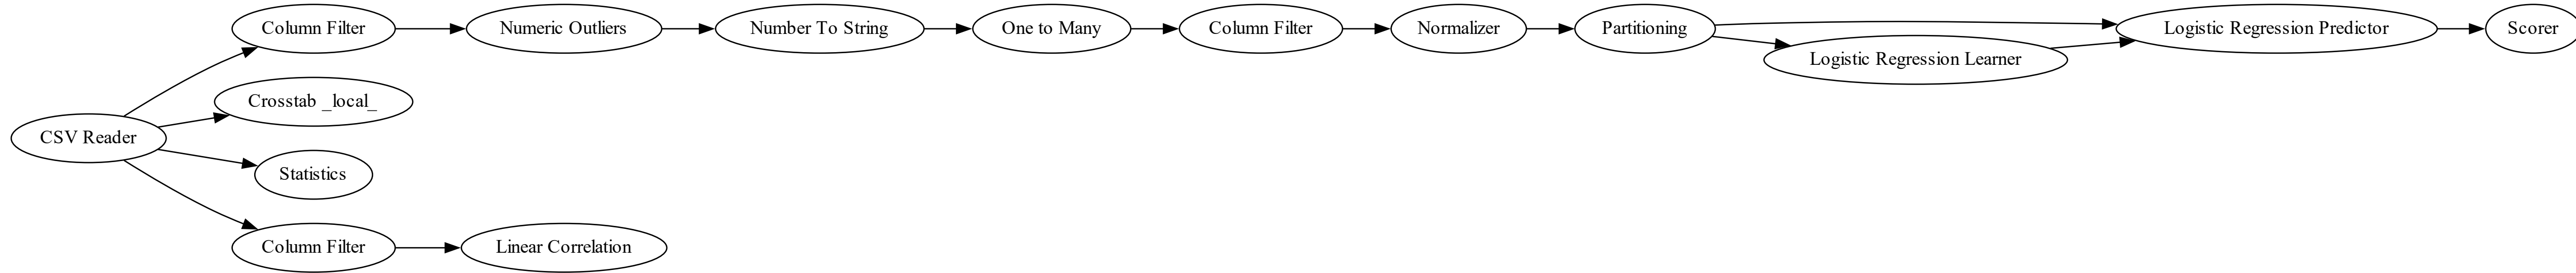 CSV Reader
Column Filter
Numeric Outliers
Number To String
One to Many
Column Filter
Normalizer
Partitioning
Logistic Regression Learner
Logistic Regression Predictor
Scorer
Crosstab _local_
Statistics
Column Filter
Linear Correlation